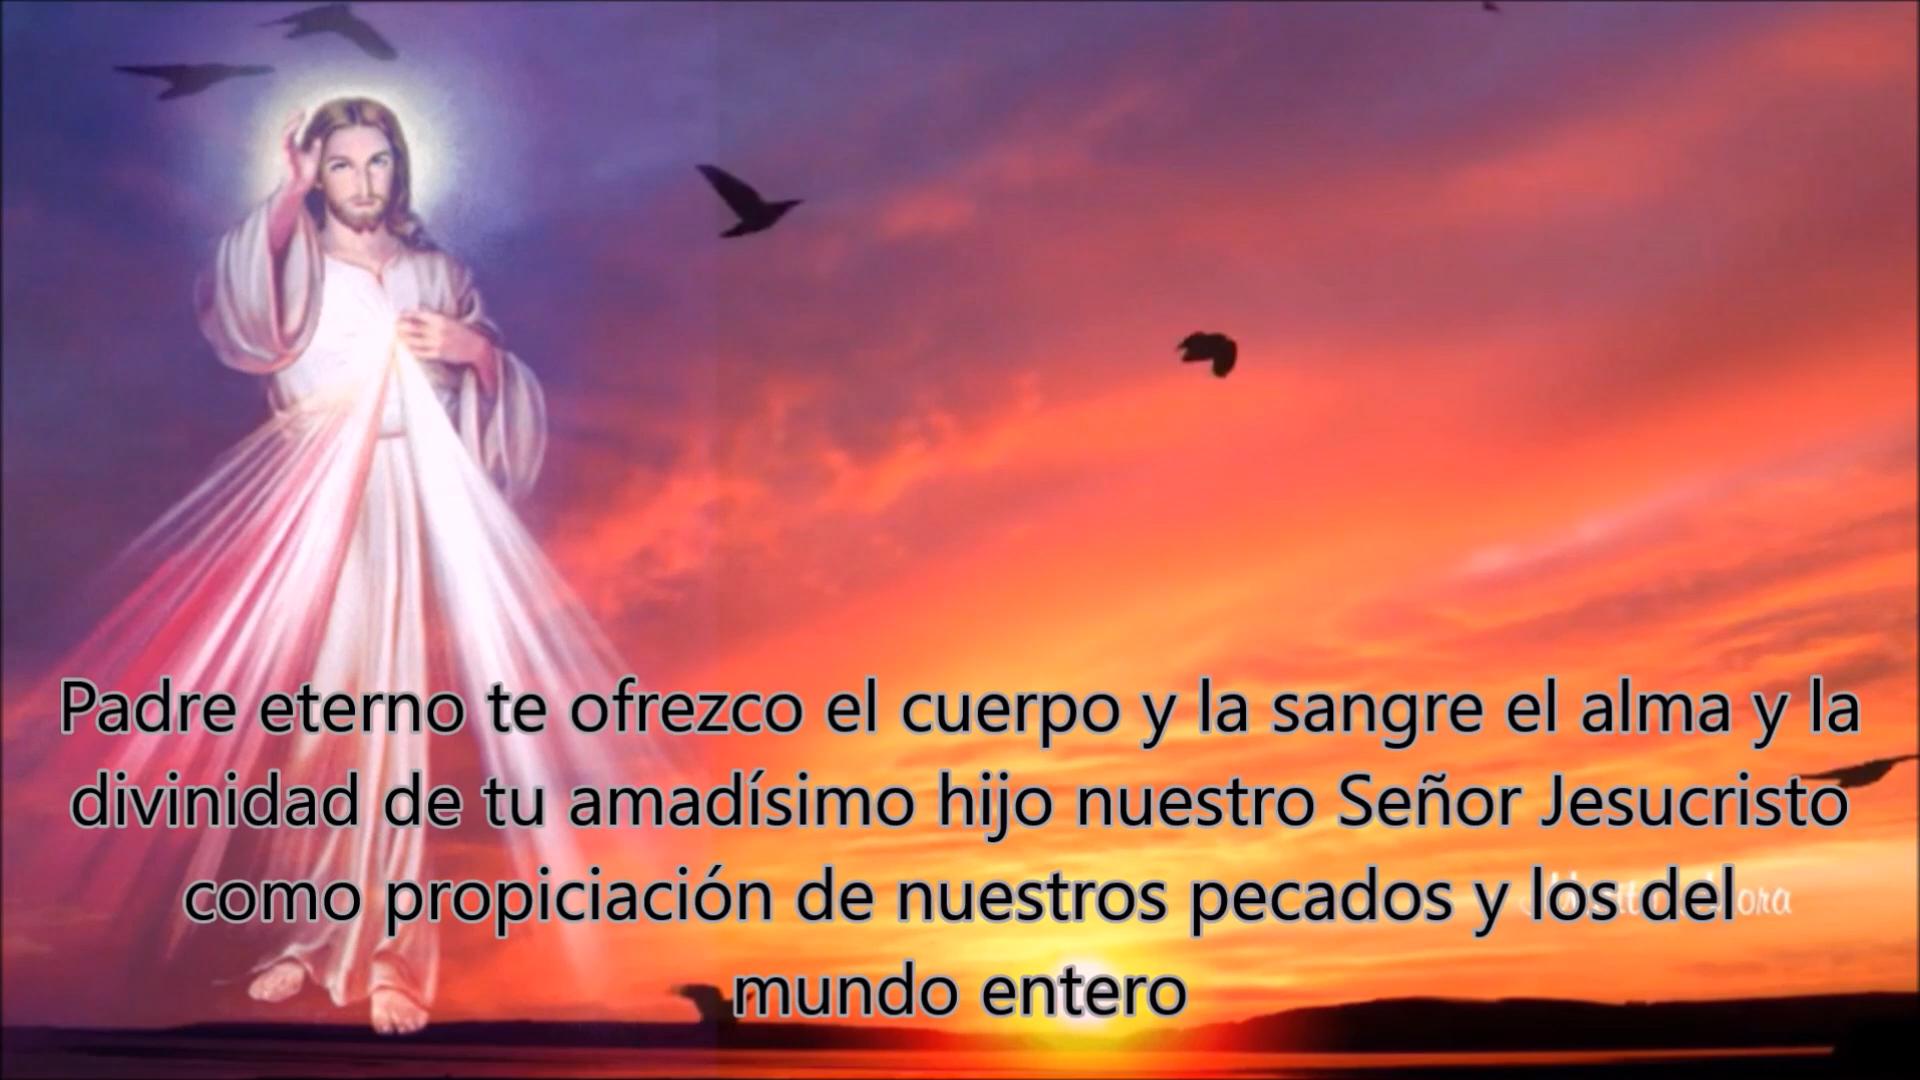 Padre eterno te ofrezco el cuerpo y la sangre el alma y la
divinidad de tu amadísimo hijo nuestro Señor Jesucristo
como propiciación de nuestros pecados y los del
mundo entero